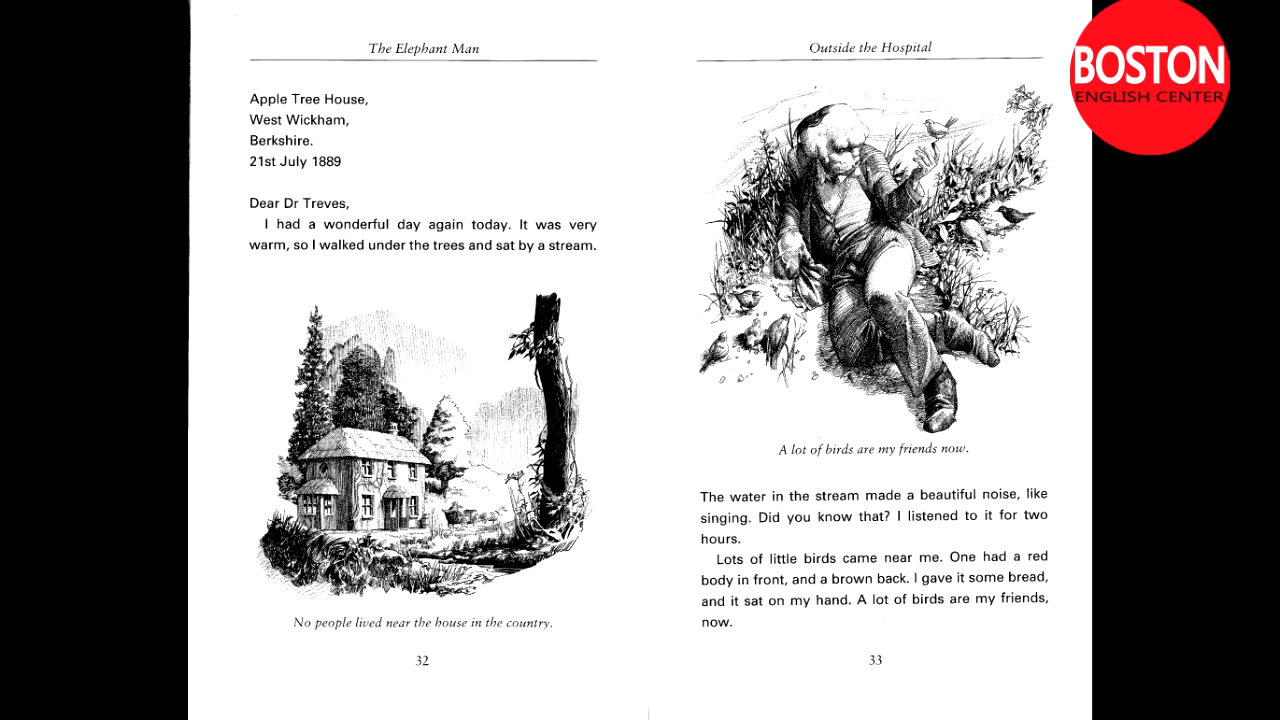 The Elephant Man
Apple Tree House,
West Wickham,
Berkshire.
21st July 1889
Dear Dr Treves,
I had a wonderful day again today. It was very
warm, so I walked under the trees and sat by a stream.
No people lived near the house in the country.
32
Outside the Hospital
A lot of birds are my friends now.
The water in the stream made a beautiful noise, like
singing. Did you know that? I listened to it for two
hours.
Lots of little birds came near me. One had a red
body in front, and a brown back. I gave it some bread,
and it sat on my hand. A lot of birds are my friends,
now.
33
BOSTON
ENGLISH CENTER